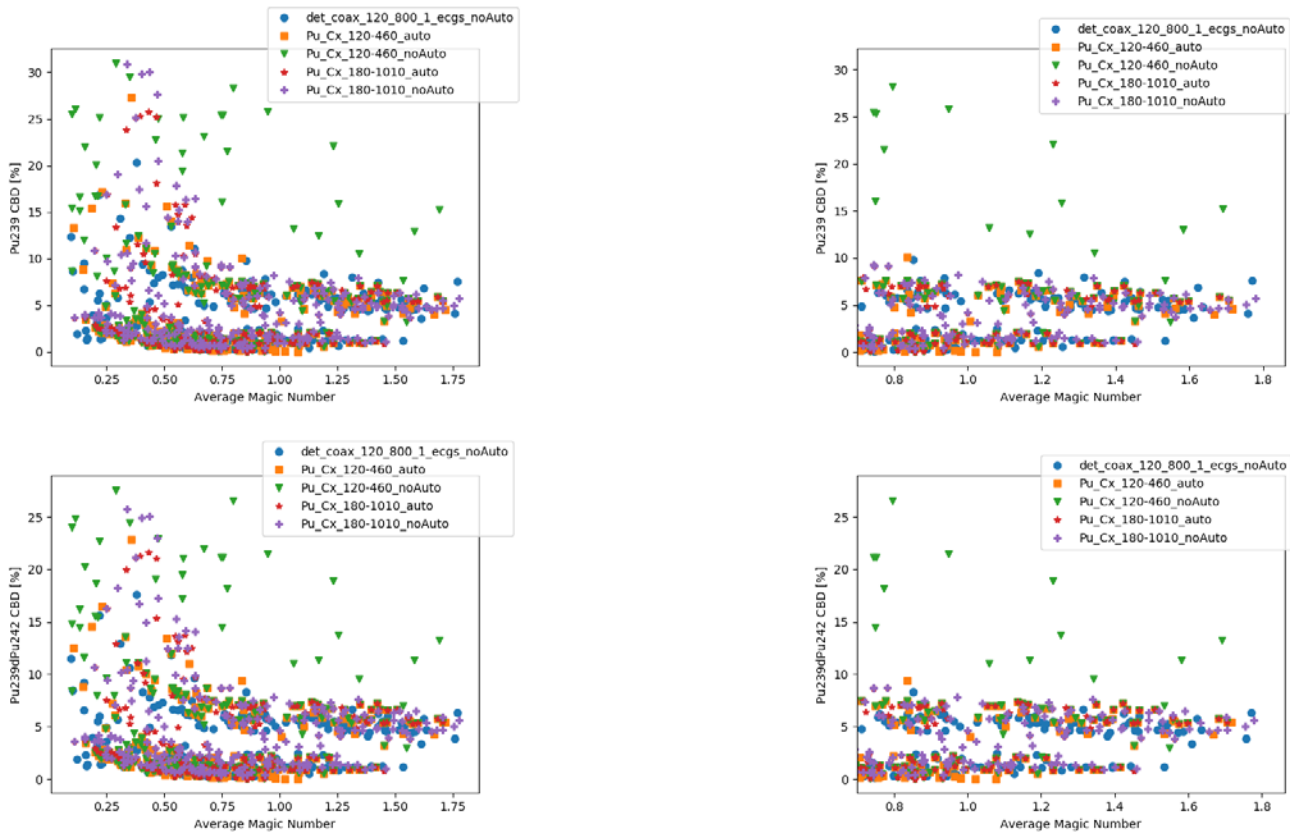 det_coax_120_800_1_ecgs_noAuto
Pu_Cx_120-460_auto
Pu_Cx_120-460_noAuto
Pu_Cx_180-1010_auto
Pu_Cx_180-1010_noAuto
Pu239 CBD [%]
30
25
20
15
10
5
0
0.25 0.50 0.75 1.00 1.25 1.50 1.75
Average Magic Number
det_coax_120_800_1_ecgs_noAuto
Pu_Cx_120-460_auto
Pu_Cx_120-460_noAuto
Pu_Cx_180-1010_auto
Pu_Cx_180-1010_noAuto
Pu239 CBD [%]
30
25
20
15
10
5
0
0.8 1.0 1.2 1.4 1.6 1.8
Average Magic Number
det_coax_120_800_1_ecgs_noAuto
Pu_Cx_120-460_auto
Pu_Cx_120-460_noAuto
Pu_Cx_180-1010_auto
Pu_Cx_180-1010_noAuto
Pu239dPu242 CBD [%]
25
20
15
10
5
0
0.25 0.50 0.75 1.00 1.25 1.50 1.75
Average Magic Number
det_coax_120_800_1_ecgs_noAuto
Pu_Cx_120-460_auto
Pu_Cx_120-460_noAuto
Pu_Cx_180-1010_auto
Pu_Cx_180-1010_noAuto
Pu239dPu242 CBD [%]
25
20
15
10
5
0
0.8 1.0 1.2 1.4 1.6 1.8
Average Magic Number